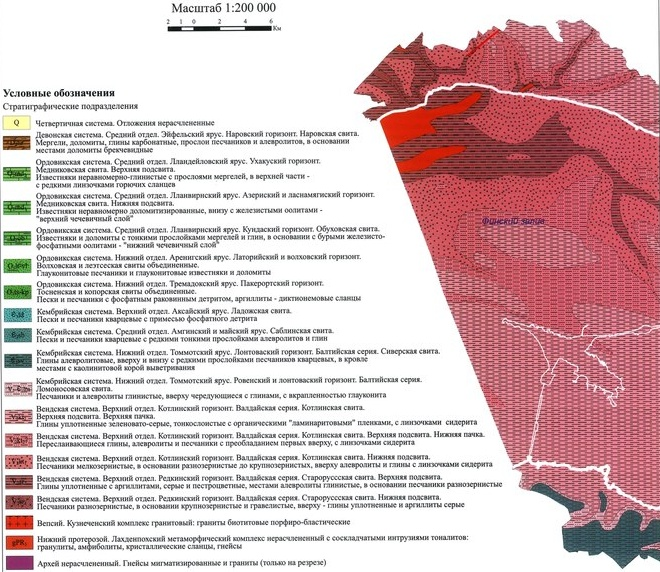 Масштаб 1:200 000
2 1 0 2 4 6
Км
Условные обозначения
Стратиграфические подразделения
Q
Четвертичная система. Отложения нерасчлененные
Девонская система. Средний отдел. Эйфельский ярус. Наровский горизонт. Наровская свита.
Мергели, доломиты, глины карбонатные, прослои песчаников и алевролитов, в основании
местами доломиты брекчиевидные
Ордовикская система. Средний отдел. Лландейловский ярус. Ухакуский горизонт.
Медниковская свита. Верхняя подсвита.
Известняки неравномерно-глинистые с прослоями мергелей, в верхней части -
с редкими линзочками горючих сланцев
Ордовикская система. Средний отдел. Лланвирнский ярус. Азериский и ласнамягиский горизонт.
Медниковская свита. Нижняя подсвита.
Известняки неравномерно доломитизированные, внизу с железистыми оолитами -
"верхний чечевичный слой"
Ордовикская система. Средний отдел. Лланвирнский ярус. Кундаский горизонт. Обуховская свита.
Известняки и доломиты с тонкими прослойками мергелей и глин, в основании с бурыми железисто-
фосфатными оолитами - "нижний чечевичный слой"
Ордовикская система. Нижний отдел. Аренигский ярус. Латорийский и волховский горизонт.
Волховская и леэтсеская свиты объединенные.
Глауконитовые песчаники и глауконитовые известняки и доломиты
Ордовикская система. Нижний отдел. Тремадокский ярус. Пакерортский горизонт.
Тосненская и копорская свиты объединенные.
Пески и песчаники с фосфатным раковинным детритом, аргиллиты - диктионемовые сланцы
Кембрийская система. Верхний отдел. Аксайский ярус. Ладожская свита.
Пески и песчаники кварцевые с примесью фосфатного детрита
Кембрийская система. Средний отдел. Амгинский и майский ярус. Саблинская свита.
Пески и песчаники кварцевые с редкими тонкими прослойками алевролитов и глин
Кембрийская система. Нижний отдел. Томмотский ярус. Лонтоваский горизонт. Балтийская серия. Сиверская свита.
Глины алевролитовые, вверху и внизу с редкими прослойками песчаников кварцевых, в кровле
местами с каолинитовой корой выветривания
Кембрийская система. Нижний отдел. Томмотский ярус. Ровенский и лонтоваский горизонт. Балтийская серия.
Ломоносовская свита.
Песчаники и алевролиты глинистые, вверху чередующиеся с глинами, с вкрапленностью глауконита
Вендская система. Верхний отдел. Котлинский горизонт. Валдайская серия. Котлинская свита.
Верхняя подсвита. Верхняя пачка.
Глины уплотненные зеленовато-серые, тонкослоистые с органическими "ламинаритовыми" пленками, с линзочками сидерита
Вендская система. Верхний отдел. Котлинский горизонт. Валдайская серия. Котлинская свита. Верхняя подсвита. Нижняя пачка.
Переслаивающиеся глины, алевролиты и песчаники с преобладанием первых вверху, с линзочками сидерита
Вендская система. Верхний отдел. Котлинский горизонт. Валдайская серия. Котлинская свита. Нижняя подсвита.
Песчаники мелкозернистые, в основании разнозернистые до крупнозернистых, вверху алевролиты и глины с линзочками сидерита
Вендская система. Верхний отдел. Редкинский горизонт. Валдайская серия. Старорусская свита. Верхняя подсвита.
Глины уплотненные с аргиллитами, серые и пестроцветные, местами алевролиты глинистые, в основании песчаники разнозернистые
Вендская система. Верхний отдел. Редкинский горизонт. Валдайская серия. Старорусская свита. Нижняя подсвита.
Песчаники разнозернистые, в основании крупнозернистые и гравелитовые, вверху - глины уплотненные и аргиллиты серые
Вепсий. Кузнеченский комплекс гранитовый: граниты биотитовые порфиро-бластические
gPR₁
Нижний протерозой. Лахденпохский метаморфический комплекс нерасчлененный с соскладчатыми интрузиями тоналитов:
гранулиты, амфиболиты, кристаллические сланцы, гнейсы
Архей нерасчлененный. Гнейсы мигматизированные и граниты (только на разрезе)
Финский залив